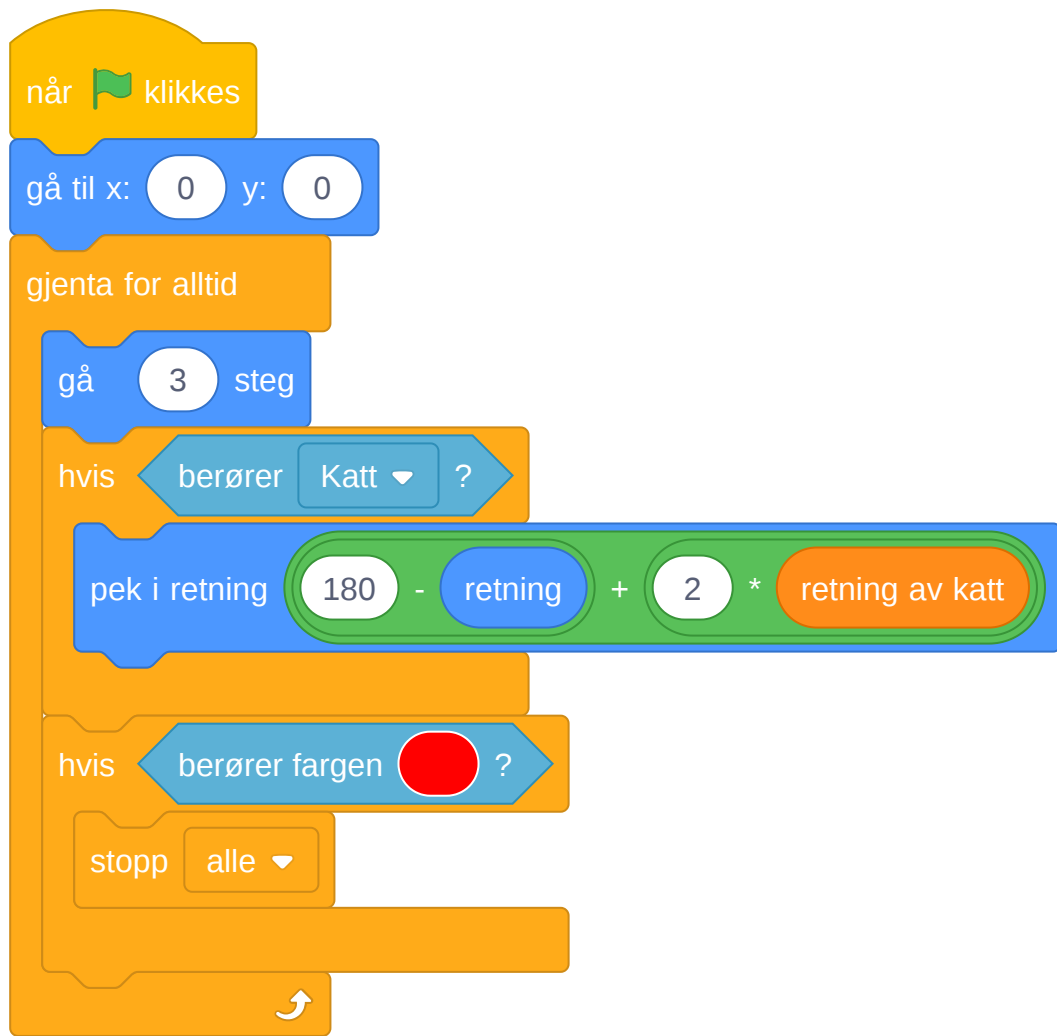 når klikkes
gå til x: 0 y: 0
gjenta for alltid
gå 3 steg
hvis berører Katt ?
pek i retning 180 - retning + 2 * retning av katt
hvis berører fargen ?
stopp alle